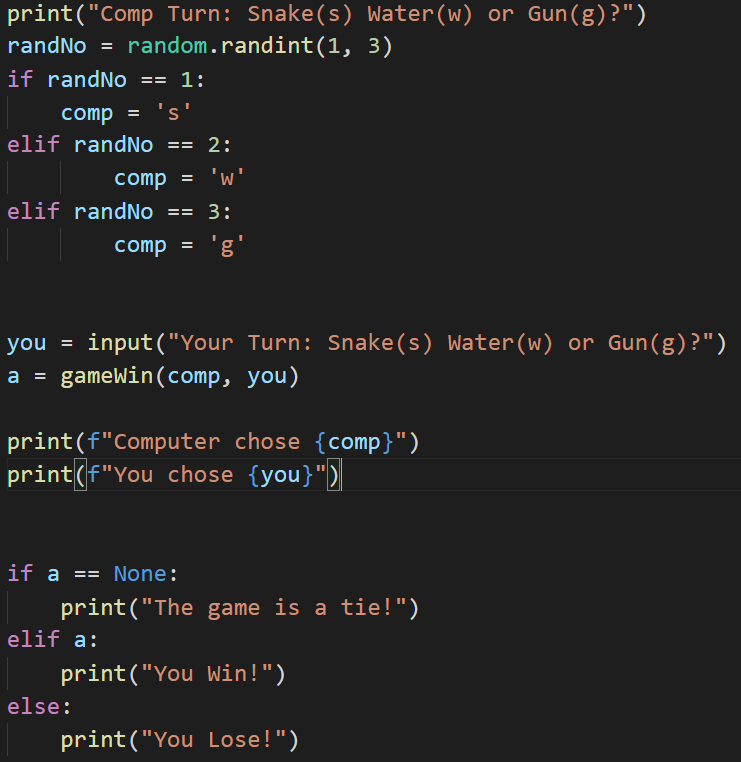 print("Comp Turn: Snake(s) Water(w) or Gun(g)?")
randNo = random.randint(1, 3)
if randNo == 1:
    comp = 's'
elif randNo == 2:
        comp = 'w'
elif randNo == 3:
        comp = 'g'
you = input("Your Turn: Snake(s) Water(w) or Gun(g)?")
a = gameWin(comp, you)
print(f"Computer chose {comp}")
print(f"You chose {you}")
if a == None:
    print("The game is a tie!")
elif a:
    print("You Win!")
else:
    print("You Lose!")